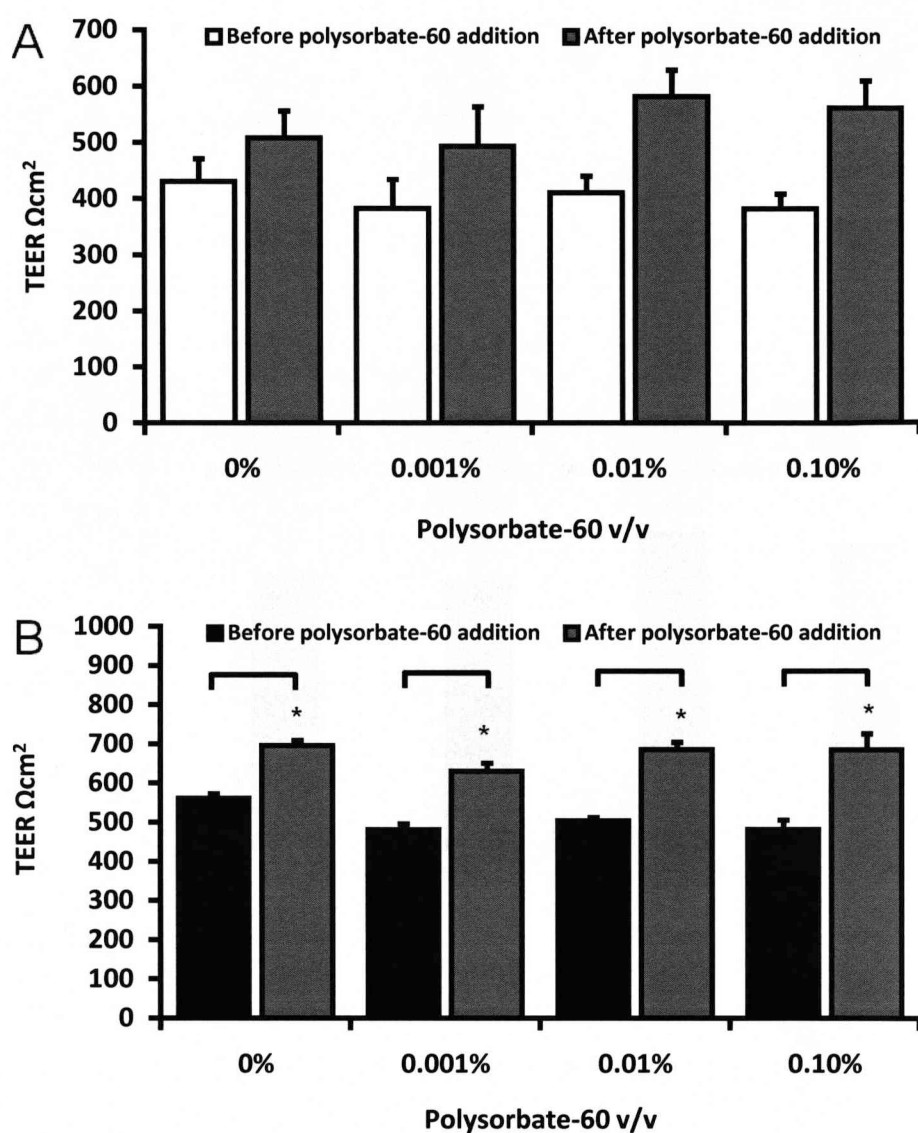 A
Before polysorbate-60 addition After polysorbate-60 addition
TEER Ωcm²
700
600
500
400
300
200
100
0
0% 0.001% 0.01% 0.10%
Polysorbate-60 v/v
B
Before polysorbate-60 addition After polysorbate-60 addition
TEER Ωcm²
1000
900
800
700
600
500
400
300
200
100
0
* * * *
0% 0.001% 0.01% 0.10%
Polysorbate-60 v/v